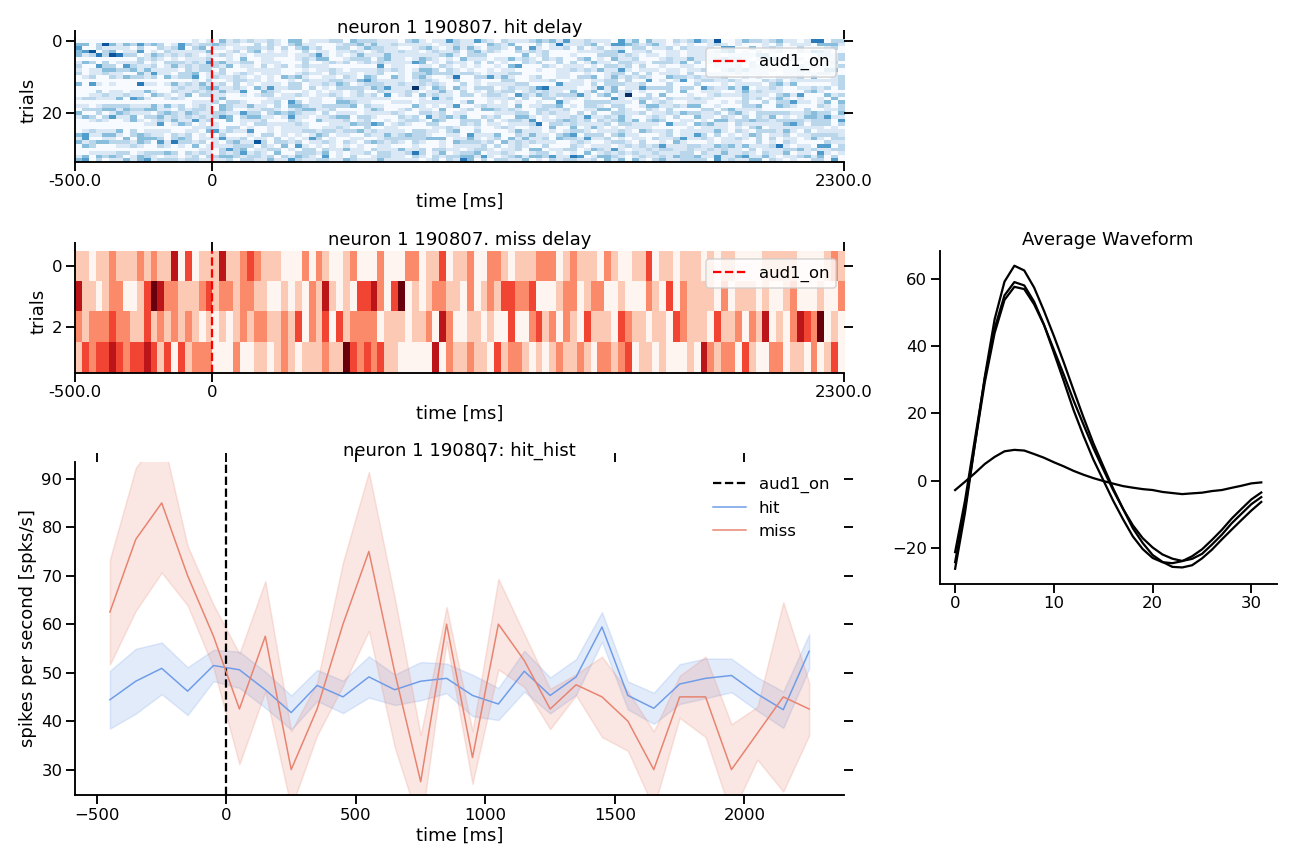 neuron 1 190807. hit delay
0
20
trials
aud1_on
-500.0
0
2300.0
time [ms]
neuron 1 190807. miss delay
0
2
trials
aud1_on
-500.0
0
2300.0
time [ms]
Average Waveform
60
40
20
0
−20
0
10
20
30
neuron 1 190807: hit_hist
90
80
70
60
50
40
30
spikes per second [spks/s]
aud1_on
hit
miss
−500
0
500
1000
1500
2000
time [ms]